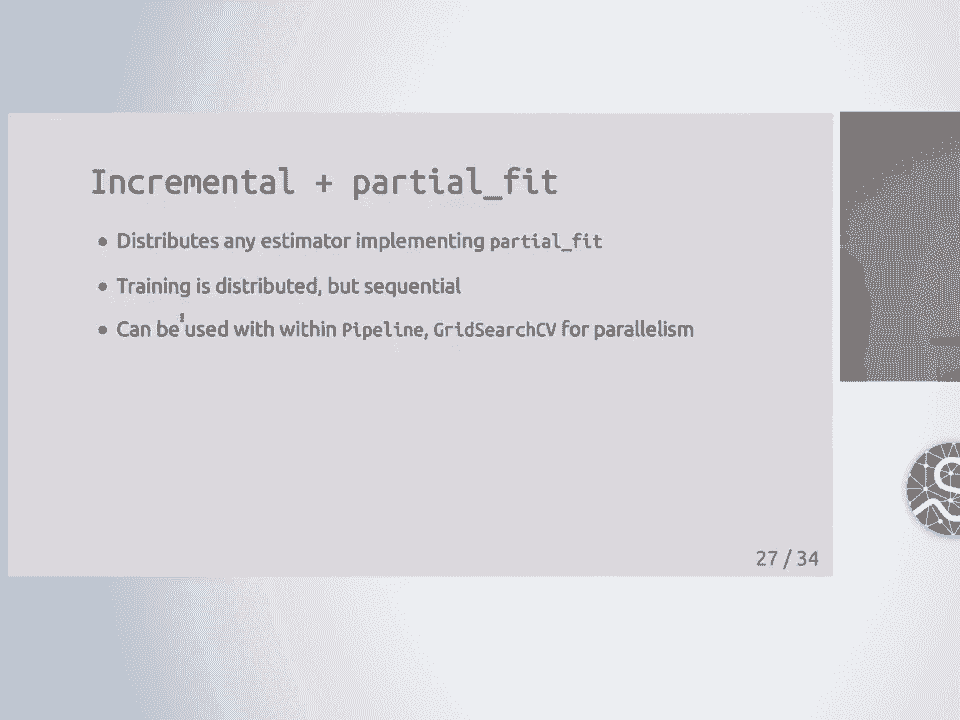 Incremental + partial_fit
• Distributes any estimator implementing partial_fit
• Training is distributed, but sequential
• Can be used with within Pipeline, GridSearchCV for parallelism
27 / 34